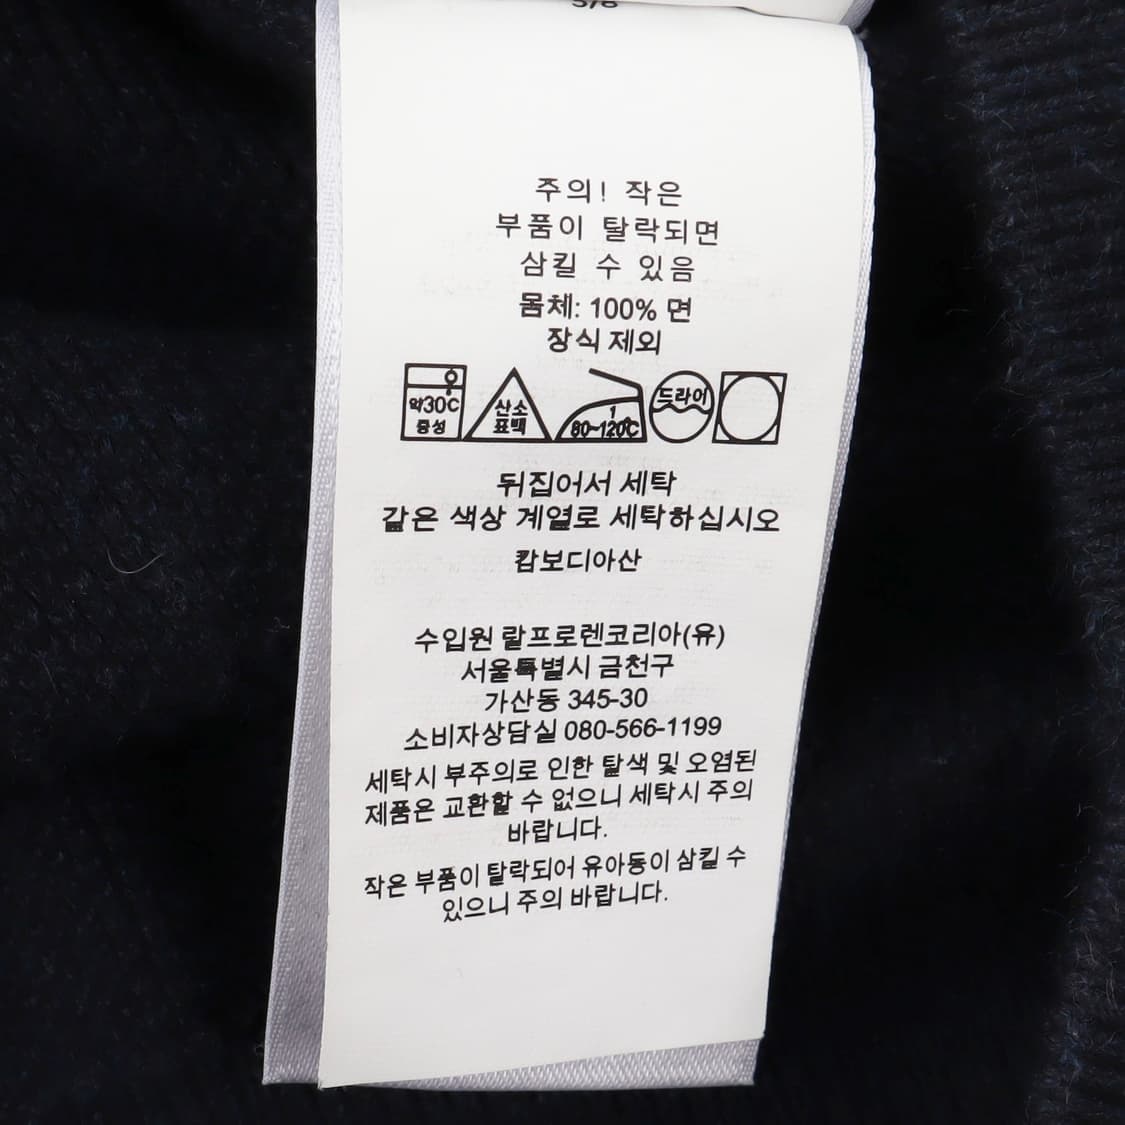 주의! 작은
부품이 탈락되면
삼킬 수 있음
몸체: 100% 면
장식 제외
약30C
중성
산소
표백
1
80~120℃
드라이
뒤집어서 세탁
같은 색상 계열로 세탁하십시오
캄보디아산
수입원 랄프로렌코리아(유)
서울특별시 금천구
가산동 345-30
소비자상담실 080-566-1199
세탁시 부주의로 인한 탈색 및 오염된
제품은 교환할 수 없으니 세탁시 주의
바랍니다.
작은 부품이 탈락되어 유아동이 삼킬 수
있으니 주의 바랍니다.